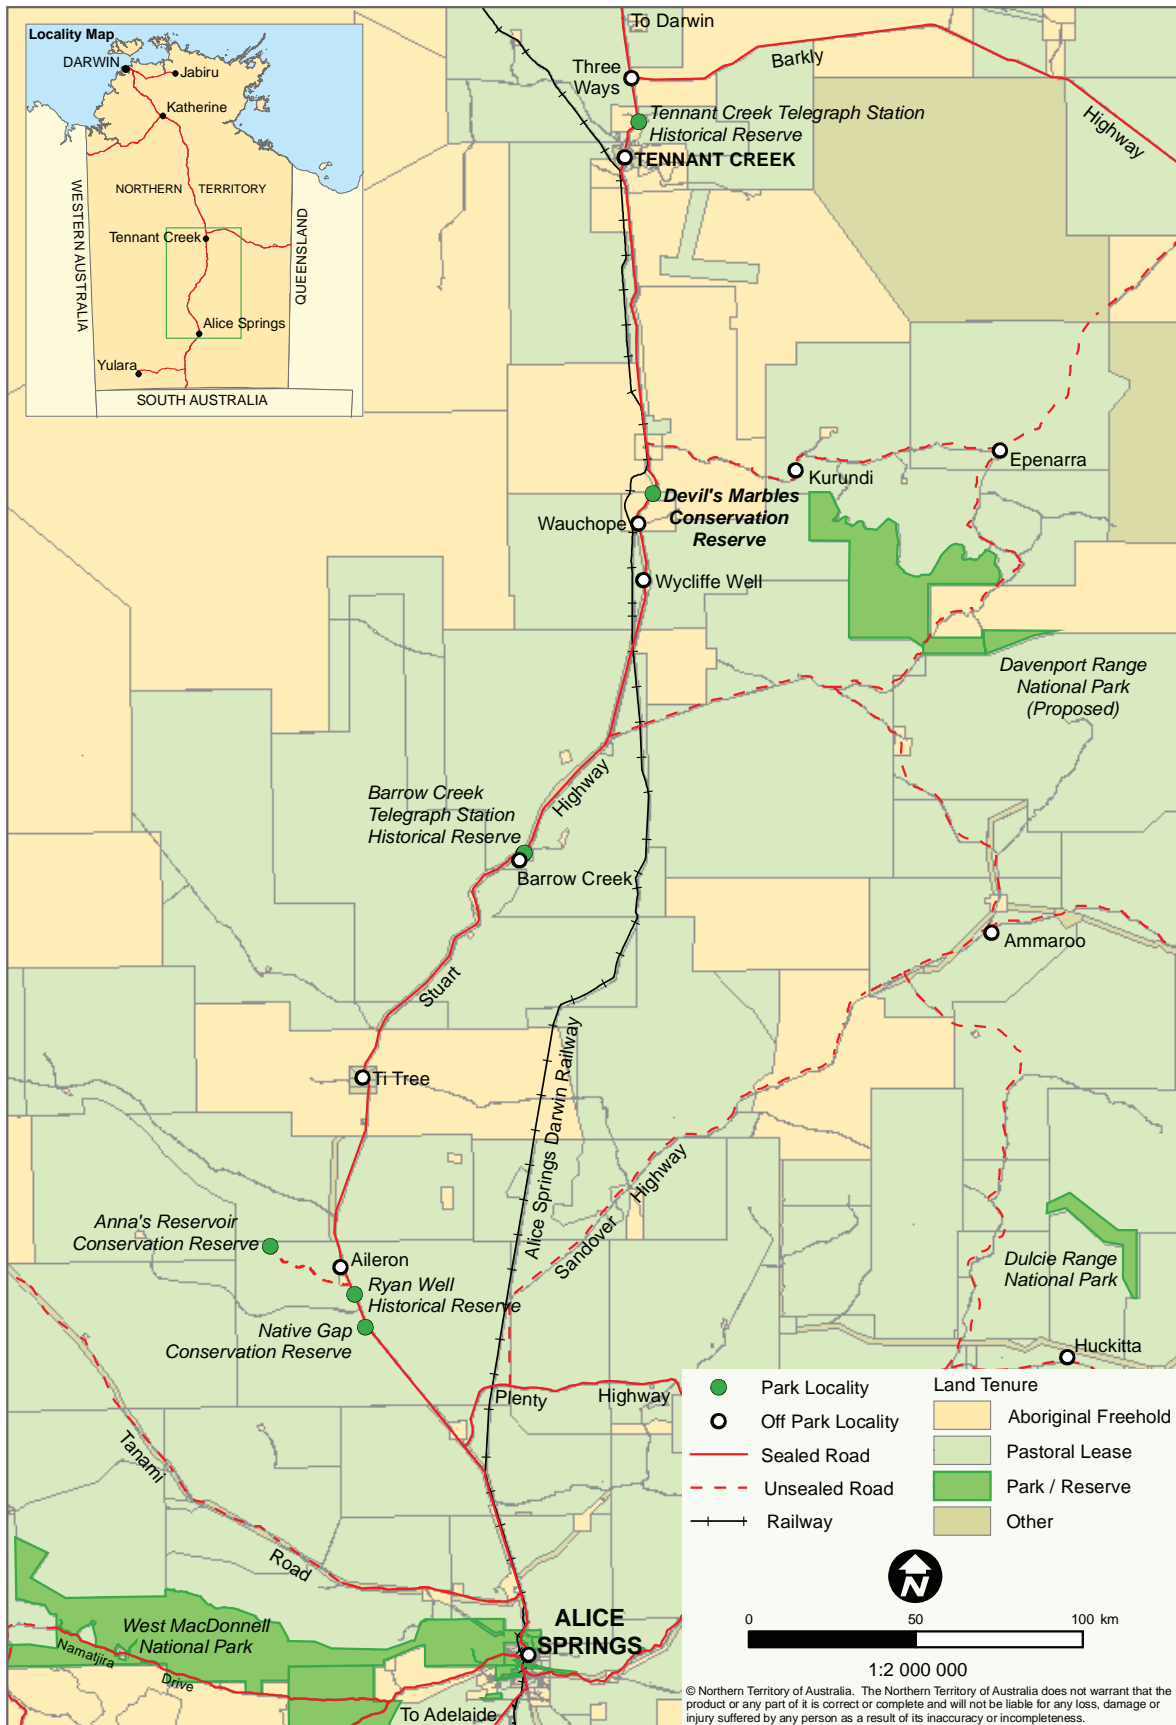 Locality Map
DARWIN
Jabiru
Katherine
NORTHERN TERRITORY
WESTERN AUSTRALIA
QUEENSLAND
Tennant Creek
Alice Springs
Yulara
SOUTH AUSTRALIA
To Darwin
Three
Ways
Barkly
Highway
Tennant Creek Telegraph Station
Historical Reserve
TENNANT CREEK
Epenarra
Kurundi
Devil's Marbles
Conservation
Reserve
Wauchope
Wycliffe Well
Davenport Range
National Park
(Proposed)
Highway
Barrow Creek
Telegraph Station
Historical Reserve
Barrow Creek
Ammaroo
Stuart
Ti Tree
Alice Springs Darwin Railway
Highway
Sandover
Anna's Reservoir
Conservation Reserve
Aileron
Ryan Well
Historical Reserve
Native Gap
Conservation Reserve
Dulcie Range
National Park
Huckitta
Plenty
Highway
Tanami
Road
West MacDonnell
National Park
Namatjira
Drive
ALICE
SPRINGS
To Adelaide
Park Locality
Off Park Locality
Sealed Road
Unsealed Road
Railway
Land Tenure
Aboriginal Freehold
Pastoral Lease
Park / Reserve
Other
N
0 50 100 km
1:2 000 000
© Northern Territory of Australia. The Northern Territory of Australia does not warrant that the
product or any part of it is correct or complete and will not be liable for any loss, damage or
injury suffered by any person as a result of its inaccuracy or incompleteness.